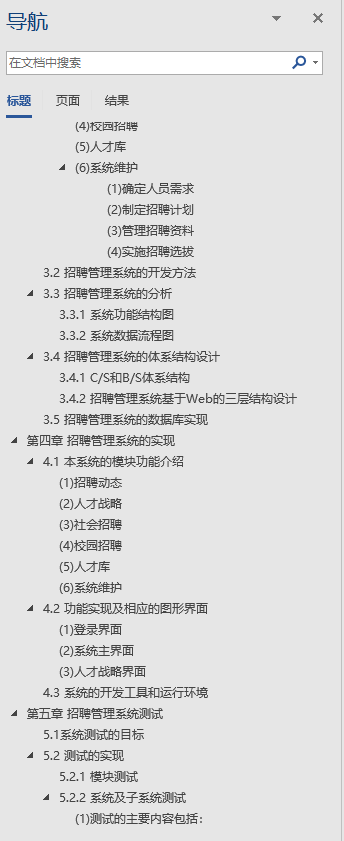 导航
在文档中搜索
标题 页面 结果
(4)校园招聘
(5)人才库
(6)系统维护
(1)确定人员需求
(2)制定招聘计划
(3)管理招聘资料
(4)实施招聘选拔
3.2 招聘管理系统的开发方法
3.3 招聘管理系统的分析
3.3.1 系统功能结构图
3.3.2 系统数据流程图
3.4 招聘管理系统的体系结构设计
3.4.1 C/S和B/S体系结构
3.4.2 招聘管理系统基于Web的三层结构设计
3.5 招聘管理系统的数据库实现
第四章 招聘管理系统的实现
4.1 本系统的模块功能介绍
(1)招聘动态
(2)人才战略
(3)社会招聘
(4)校园招聘
(5)人才库
(6)系统维护
4.2 功能实现及相应的图形界面
(1)登录界面
(2)系统主界面
(3)人才战略界面
4.3 系统的开发工具和运行环境
第五章 招聘管理系统测试
5.1系统测试的目标
5.2 测试的实现
5.2.1 模块测试
5.2.2 系统及子系统测试
(1)测试的主要内容包括：